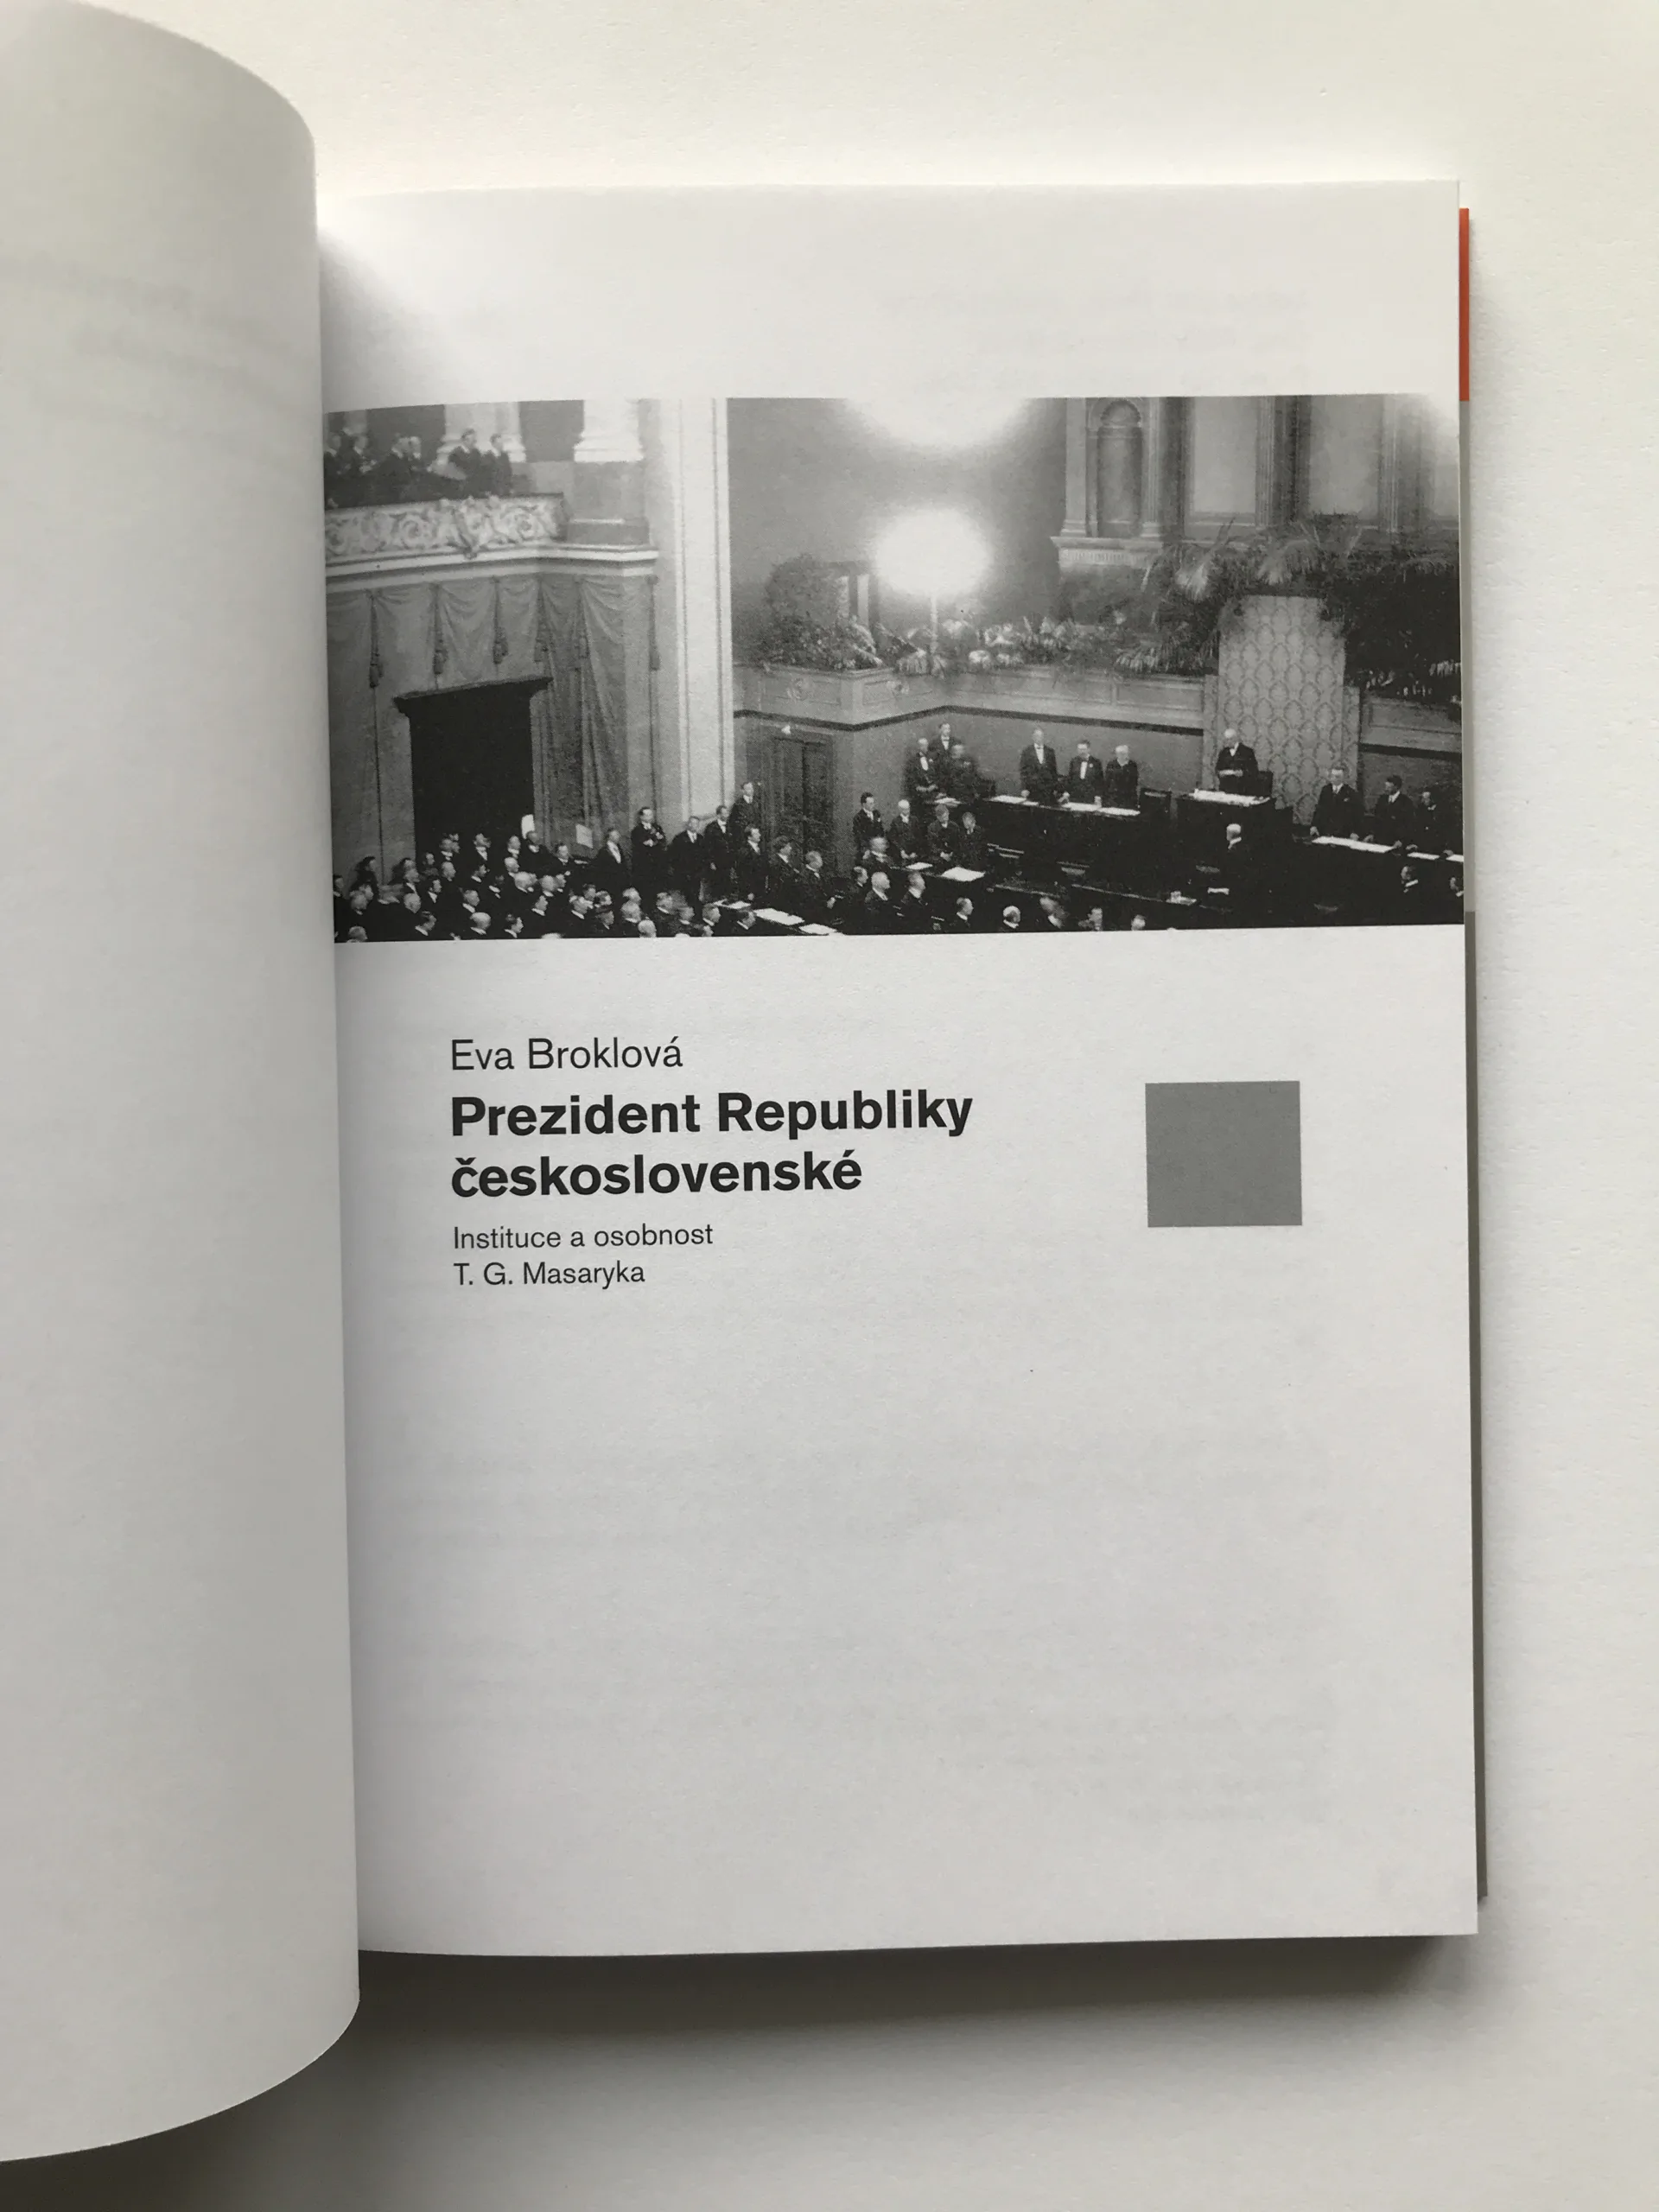 Eva Broklová
Prezident Republiky
československé
Instituce a osobnost
T. G. Masaryka